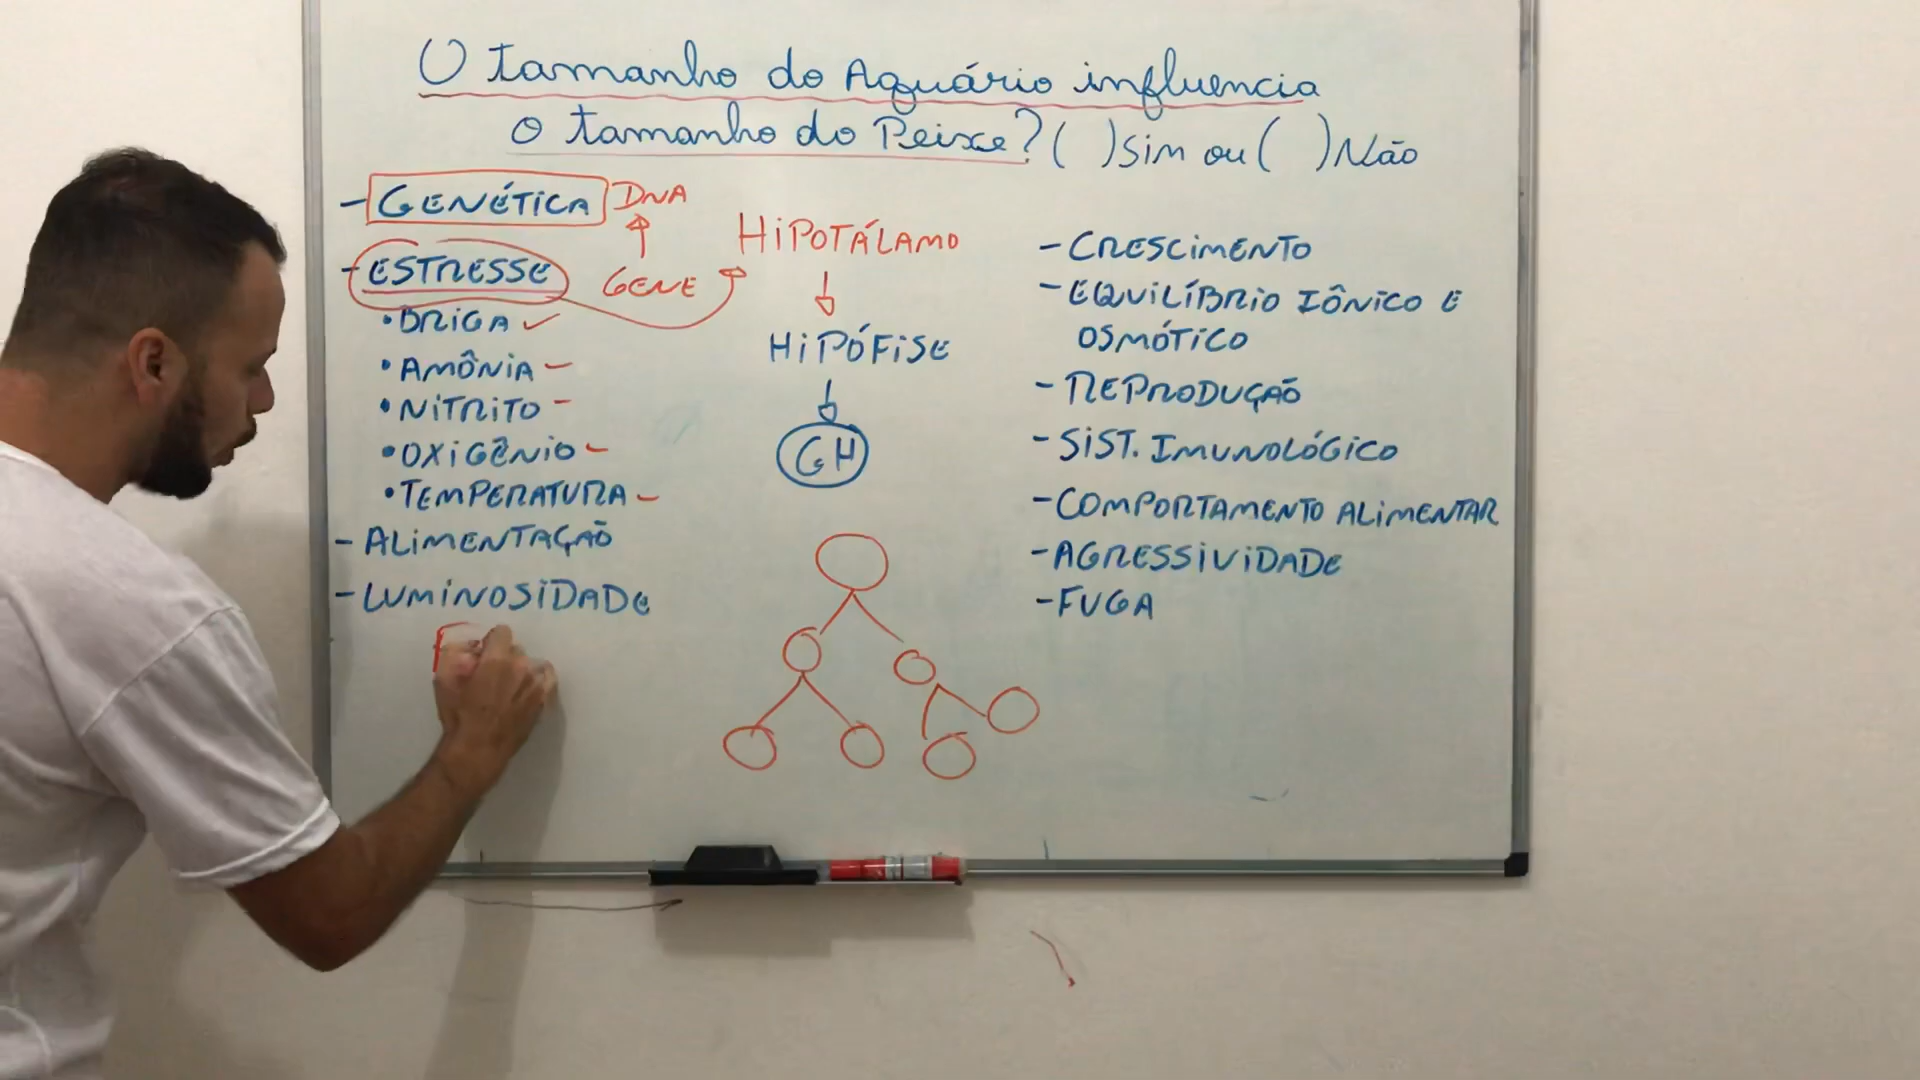 O tamanho do Aquário influencia
o tamanho do Peixe? ( ) Sim ou ( ) Não
- GENÉTICA DNA
- ESTRESSE GENE
• BRIGA
• AMÔNIA
• NITRITO
• OXIGÊNIO
• TEMPERATURA
- ALIMENTAÇÃO
- LUMINOSIDADE
HIPOTÁLAMO
HIPÓFISE
GH
- CRESCIMENTO
- EQUILÍBRIO IÔNICO E
OSMÓTICO
- REPRODUÇÃO
- SIST. IMUNOLÓGICO
- COMPORTAMENTO ALIMENTAR
- AGRESSIVIDADE
- FUGA